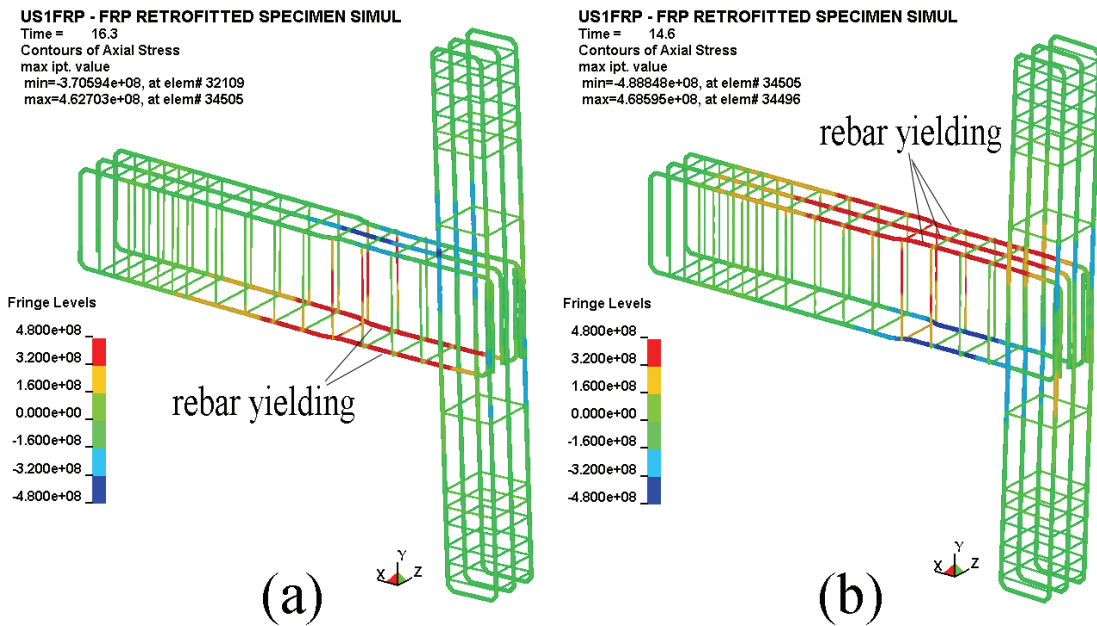 US1FRP - FRP RETROFITTED SPECIMEN SIMUL
Time = 16.3
Contours of Axial Stress
max ipt. value
min=-3.70594e+08, at elem# 32109
max=4.62703e+08, at elem# 34505
rebar yielding
Fringe Levels
4.800e+08
3.200e+08
1.600e+08
0.000e+00
-1.600e+08
-3.200e+08
-4.800e+08
Y
X
Z
(a)
US1FRP - FRP RETROFITTED SPECIMEN SIMUL
Time = 14.6
Contours of Axial Stress
max ipt. value
min=-4.88848e+08, at elem# 34505
max=4.68595e+08, at elem# 34496
rebar yielding
Fringe Levels
4.800e+08
3.200e+08
1.600e+08
0.000e+00
-1.600e+08
-3.200e+08
-4.800e+08
Y
X
Z
(b)